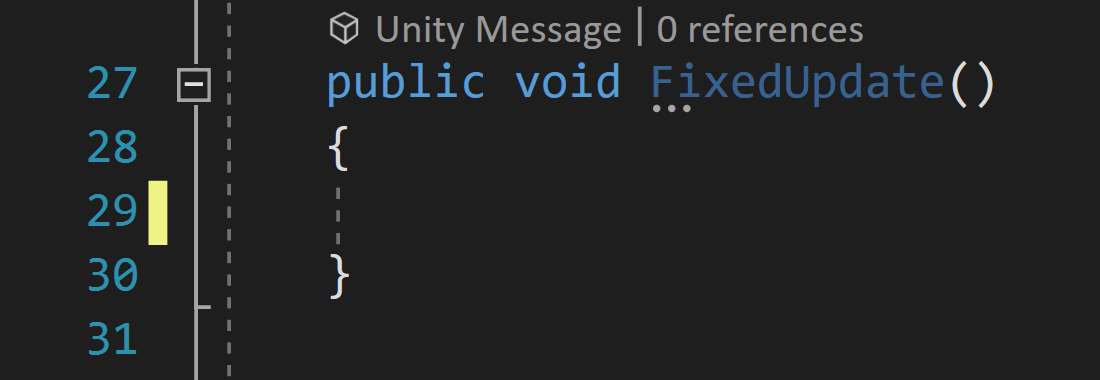 Unity Message | 0 references
27 public void FixedUpdate()
28 {
29
30 }
31